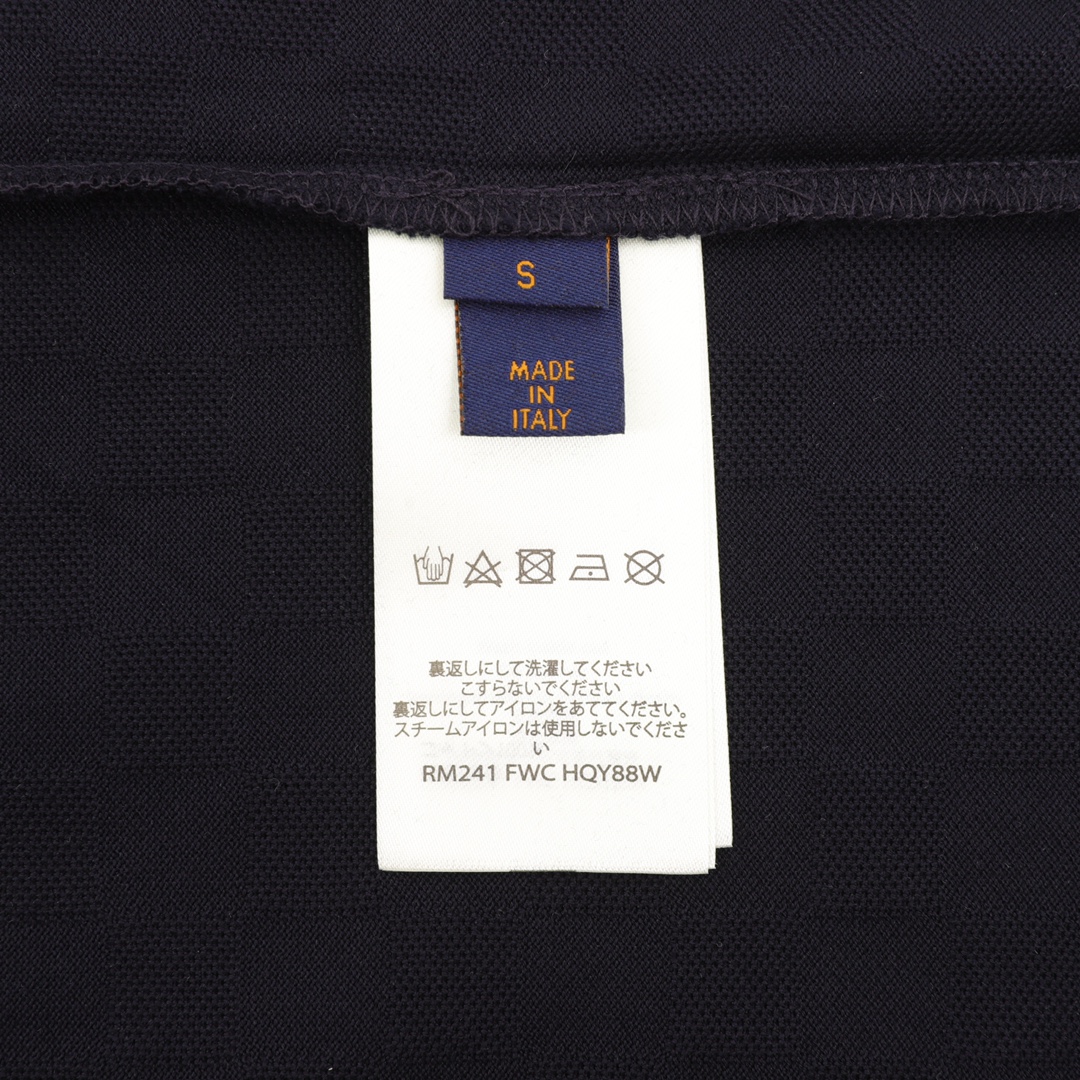 S
MADE
IN
ITALY
裏返しにして洗濯してください
こすらないでください
裏返しにしてアイロンをあててください。
スチームアイロンは使用しないでくださ
い
RM241 FWC HQY88W